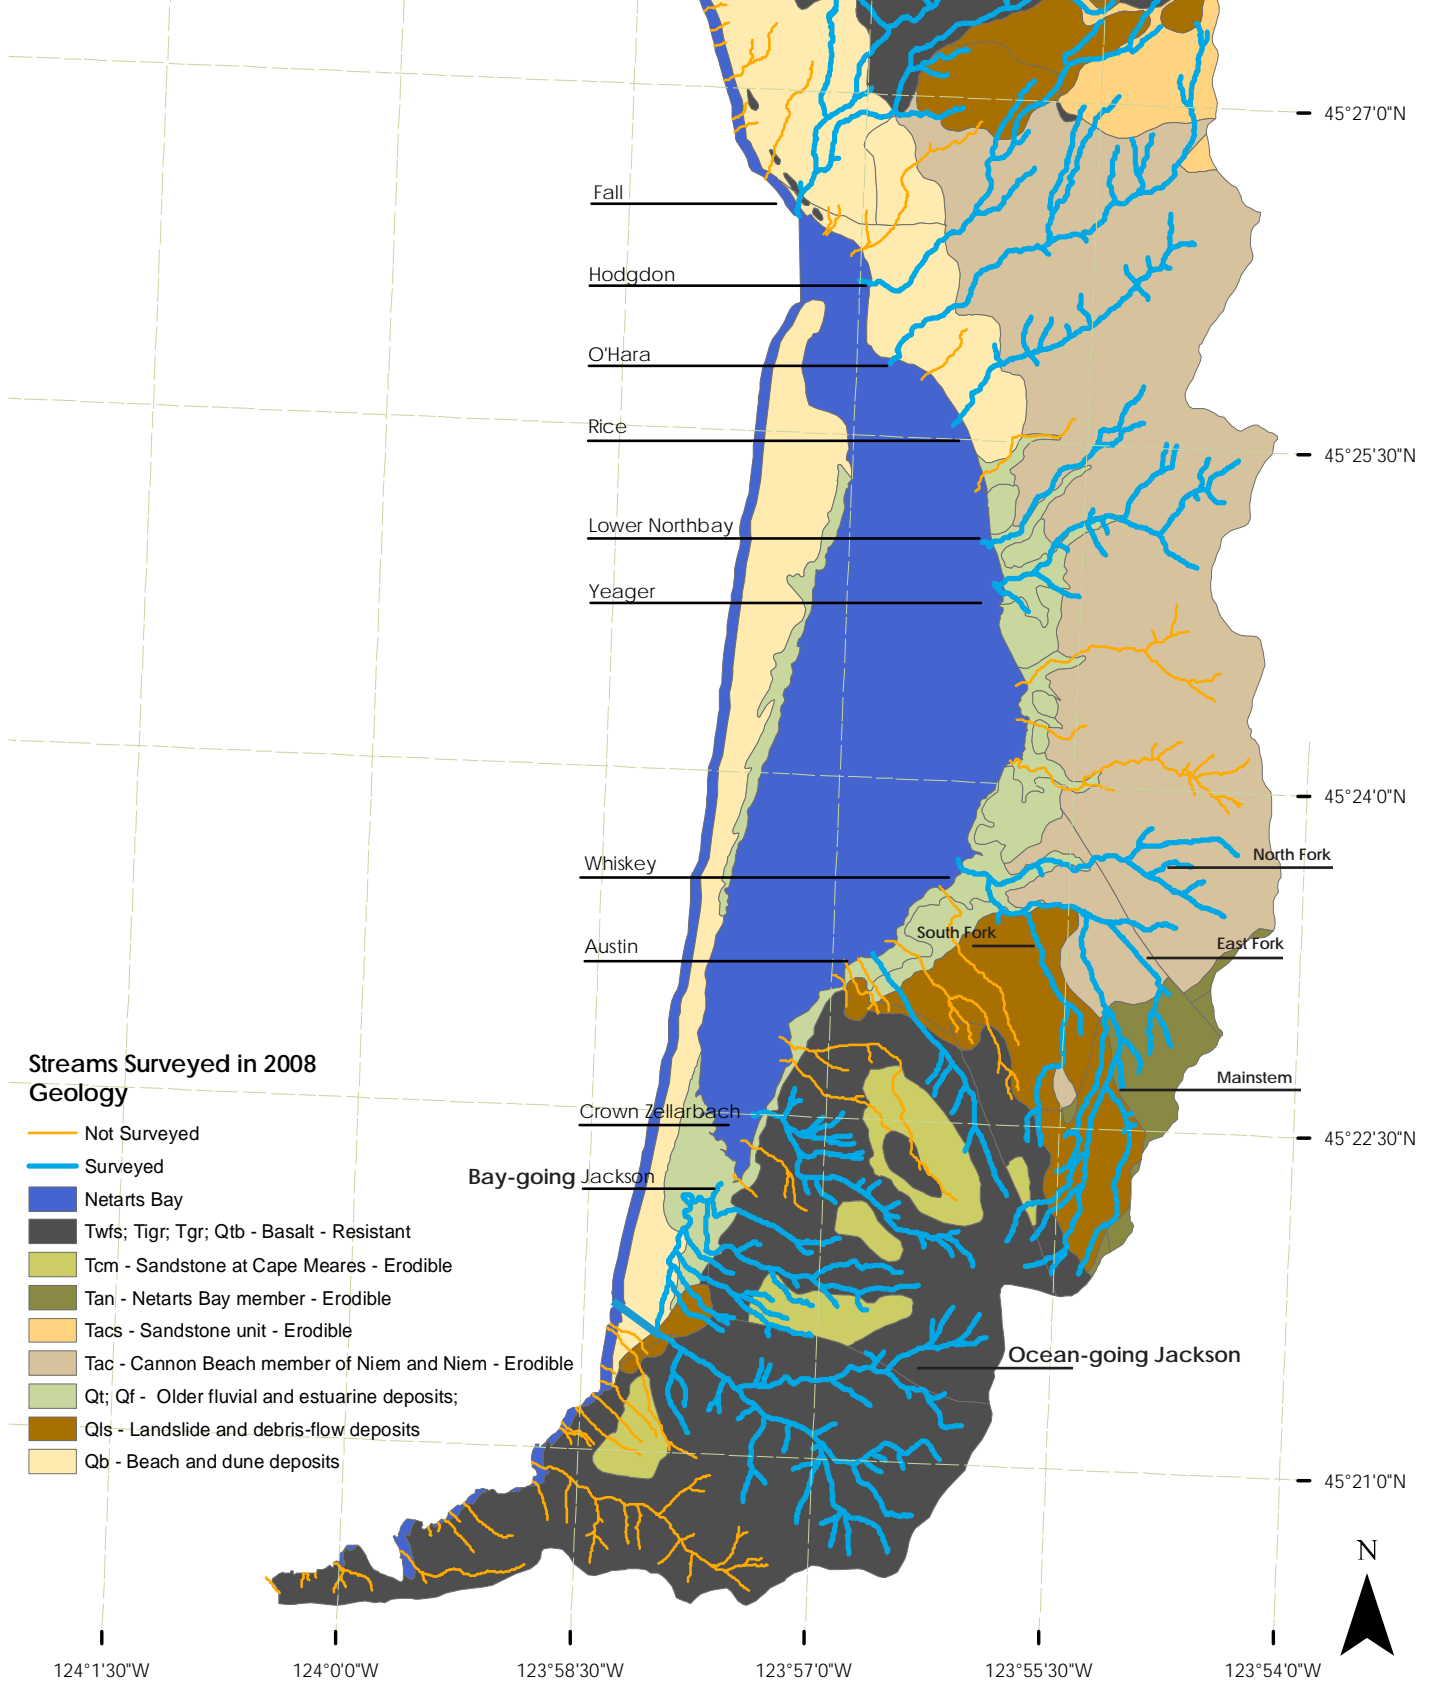 45°27'0"N
Fall
Hodgdon
O'Hara
Rice
45°25'30"N
Lower Northbay
Yeager
45°24'0"N
Whiskey
North Fork
South Fork
East Fork
Austin
Streams Surveyed in 2008
Geology
Mainstem
Crown Zellarbach
Not Surveyed
45°22'30"N
Surveyed
Bay-going Jackson
Netarts Bay
Twfs; Tigr; Tgr; Qtb - Basalt - Resistant
Tcm - Sandstone at Cape Meares - Erodible
Tan - Netarts Bay member - Erodible
Tacs - Sandstone unit - Erodible
Ocean-going Jackson
Tac - Cannon Beach member of Niem and Niem - Erodible
Qt; Qf -  Older fluvial and estuarine deposits;
Qls - Landslide and debris-flow deposits
Qb - Beach and dune deposits
45°21'0"N
N
124°1'30"W
124°0'0"W
123°58'30"W
123°57'0"W
123°55'30"W
123°54'0"W